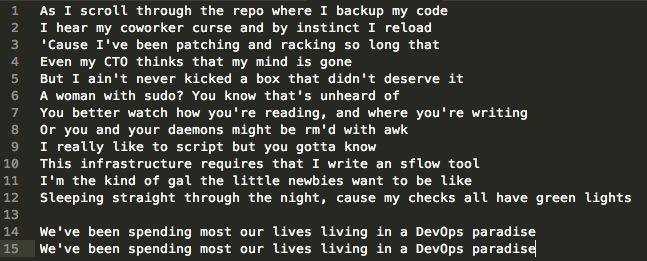 1 As I scroll through the repo where I backup my code
2 I hear my coworker curse and by instinct I reload
3 'Cause I've been patching and racking so long that
4 Even my CTO thinks that my mind is gone
5 But I ain't never kicked a box that didn't deserve it
6 A woman with sudo? You know that's unheard of
7 You better watch how you're reading, and where you're writing
8 Or you and your daemons might be rm'd with awk
9 I really like to script but you gotta know
10 This infrastructure requires that I write an sflow tool
11 I'm the kind of gal the little newbies want to be like
12 Sleeping straight through the night, cause my checks all have green lights
13
14 We've been spending most our lives living in a DevOps paradise
15 We've been spending most our lives living in a DevOps paradise